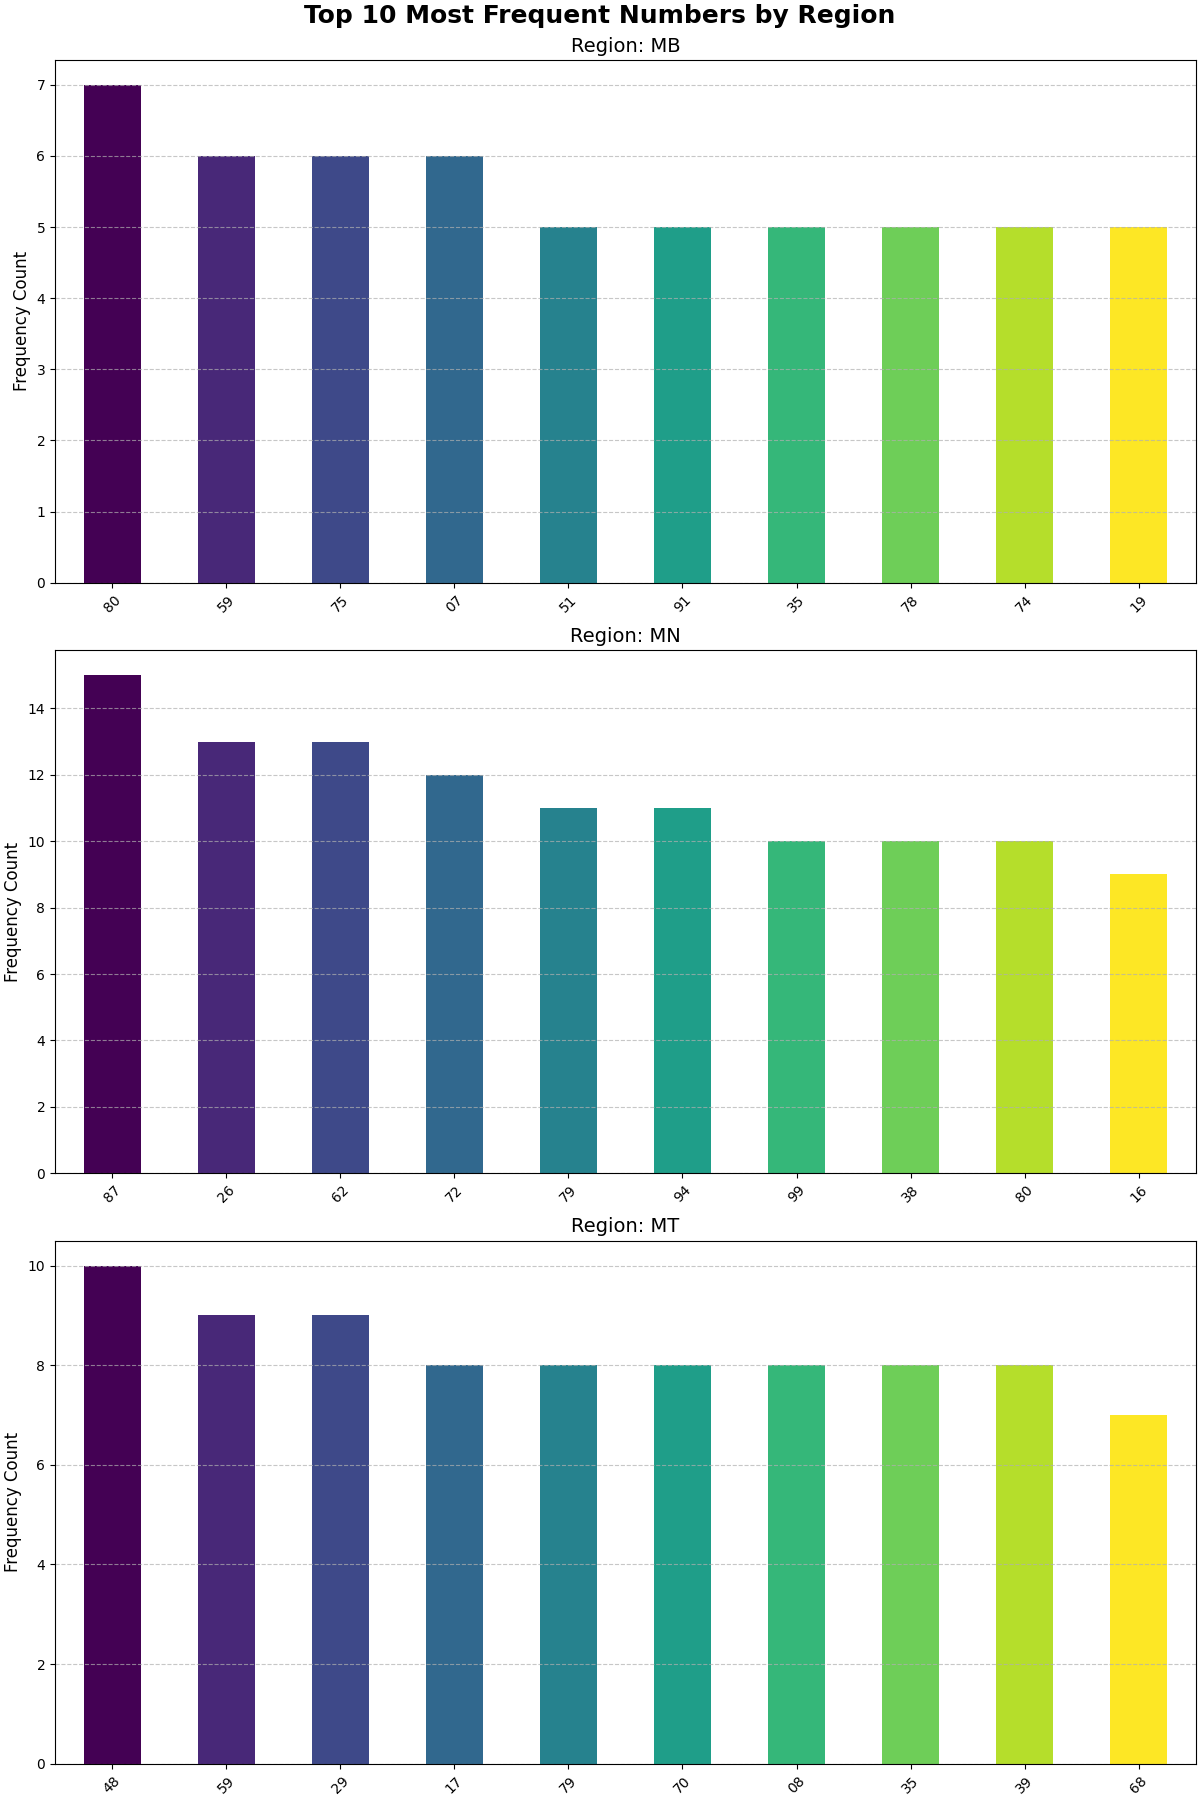 Top 10 Most Frequent Numbers by Region
Region: MB
Frequency Count
7
6
5
4
3
2
1
0
80 59 75 07 51 91 35 78 74 19
Region: MN
Frequency Count
14
12
10
8
6
4
2
0
87 26 62 72 79 94 99 38 80 16
Region: MT
Frequency Count
10
8
6
4
2
0
48 59 29 17 79 70 08 35 39 68